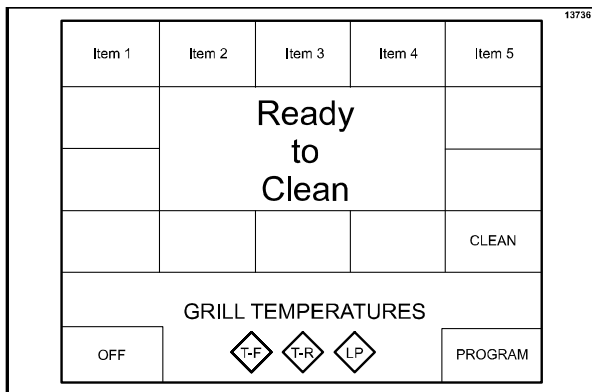 13736
Item 1 Item 2 Item 3 Item 4 Item 5
Ready
to
Clean
CLEAN
GRILL TEMPERATURES
OFF T-F T-R LP PROGRAM